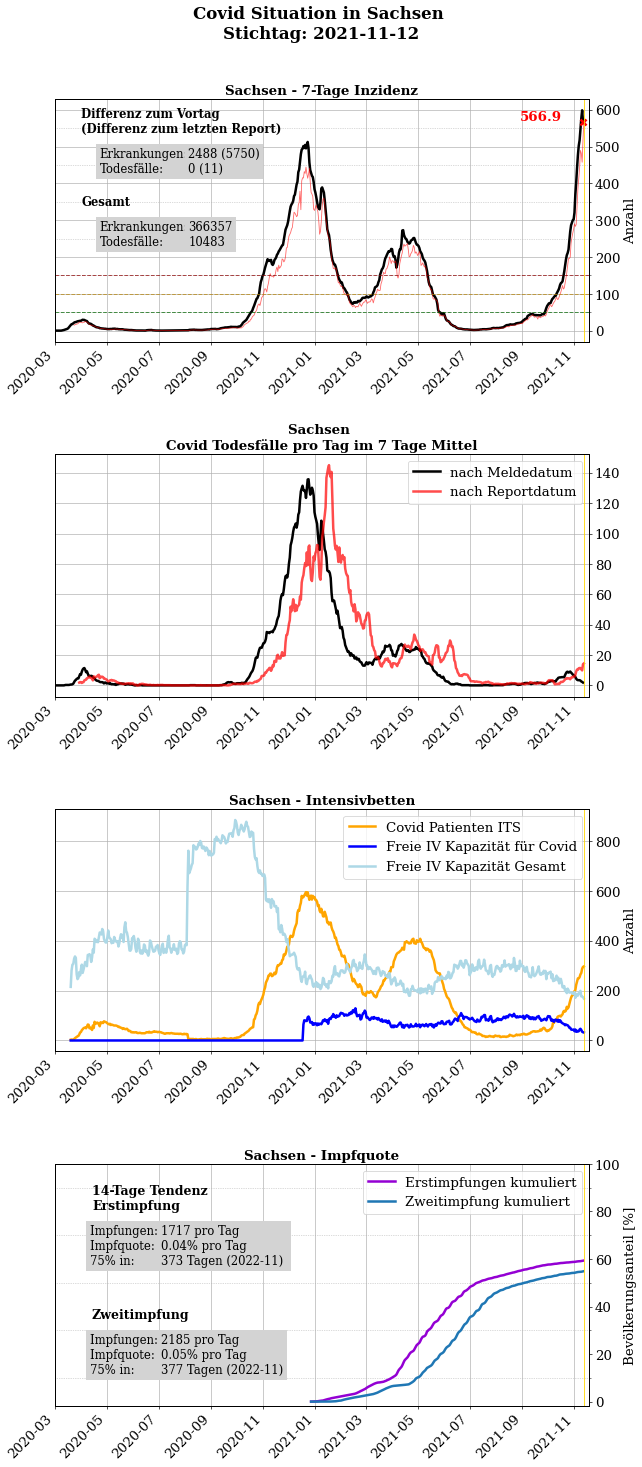 Covid Situation in Sachsen
Stichtag: 2021-11-12
Sachsen - 7-Tage Inzidenz
Differenz zum Vortag
(Differenz zum letzten Report)
Erkrankungen 2488 (5750)
Todesfälle: 0 (11)
Gesamt
Erkrankungen 366357
Todesfälle: 10483
566.9
600
500
400
300
200
100
0
Anzahl
2020-03 2020-05 2020-07 2020-09 2020-11 2021-01 2021-03 2021-05 2021-07 2021-09 2021-11
Sachsen
Covid Todesfälle pro Tag im 7 Tage Mittel
nach Meldedatum
nach Reportdatum
140
120
100
80
60
40
20
0
2020-03 2020-05 2020-07 2020-09 2020-11 2021-01 2021-03 2021-05 2021-07 2021-09 2021-11
Sachsen - Intensivbetten
Covid Patienten ITS
Freie IV Kapazität für Covid
Freie IV Kapazität Gesamt
800
600
400
200
0
Anzahl
2020-03 2020-05 2020-07 2020-09 2020-11 2021-01 2021-03 2021-05 2021-07 2021-09 2021-11
Sachsen - Impfquote
14-Tage Tendenz
Erstimpfung
Impfungen: 1717 pro Tag
Impfquote: 0.04% pro Tag
75% in: 373 Tagen (2022-11)
Zweitimpfung
Impfungen: 2185 pro Tag
Impfquote: 0.05% pro Tag
75% in: 377 Tagen (2022-11)
Erstimpfungen kumuliert
Zweitimpfung kumuliert
100
80
60
40
20
0
Bevölkerungsanteil [%]
2020-03 2020-05 2020-07 2020-09 2020-11 2021-01 2021-03 2021-05 2021-07 2021-09 2021-11